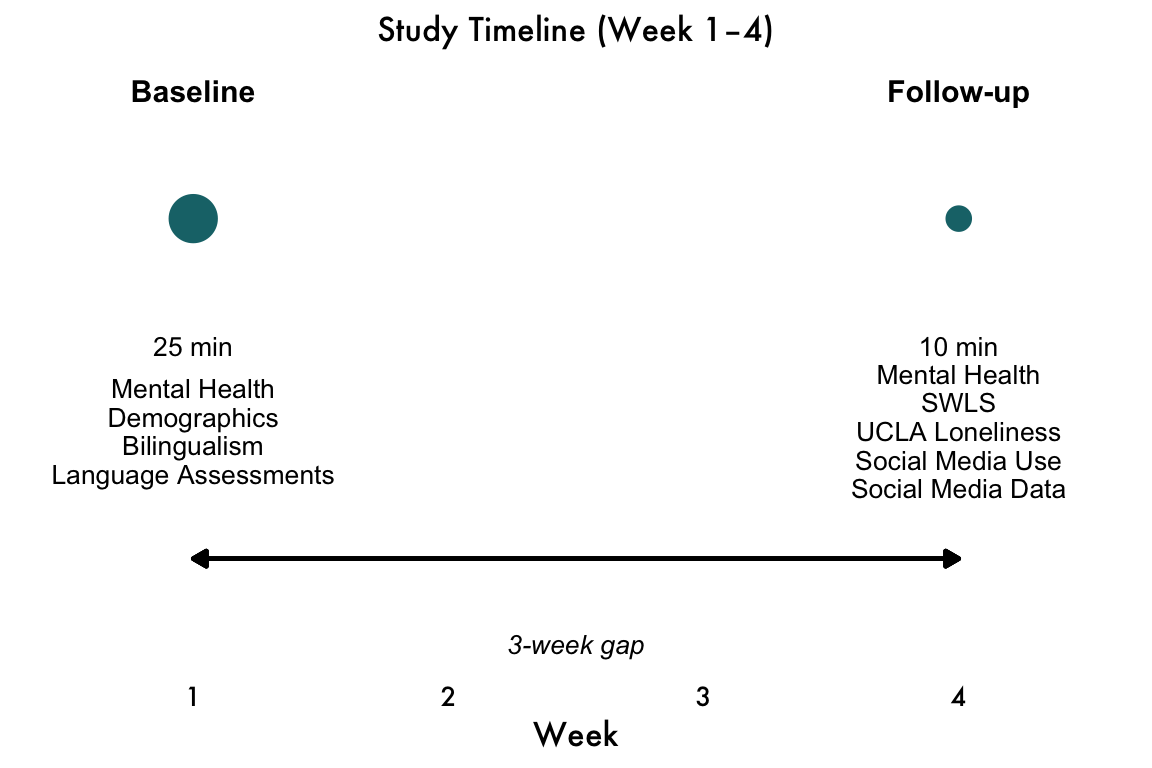 Study Timeline (Week 1–4)
Baseline
Follow-up
25 min
Mental Health
Demographics
Bilingualism
Language Assessments
10 min
Mental Health
SWLS
UCLA Loneliness
Social Media Use
Social Media Data
3-week gap
1 2 3 4
Week